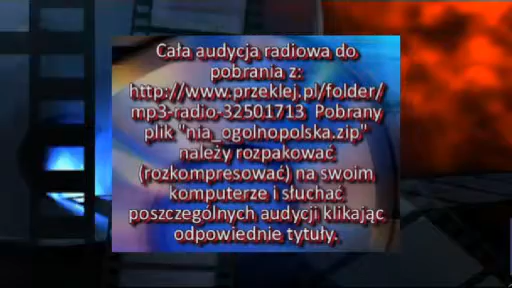 Cała audycja radiowa do
pobrania z:
http://www.przeklej.pl/folder/
mp3-radio-32501713 Pobrany
plik "nia_ogolnopolska.zip"
należy rozpakować
(rozkompresować) na swoim
komputerze i słuchać
poszczególnych audycji klikając
odpowiednie tytuły.